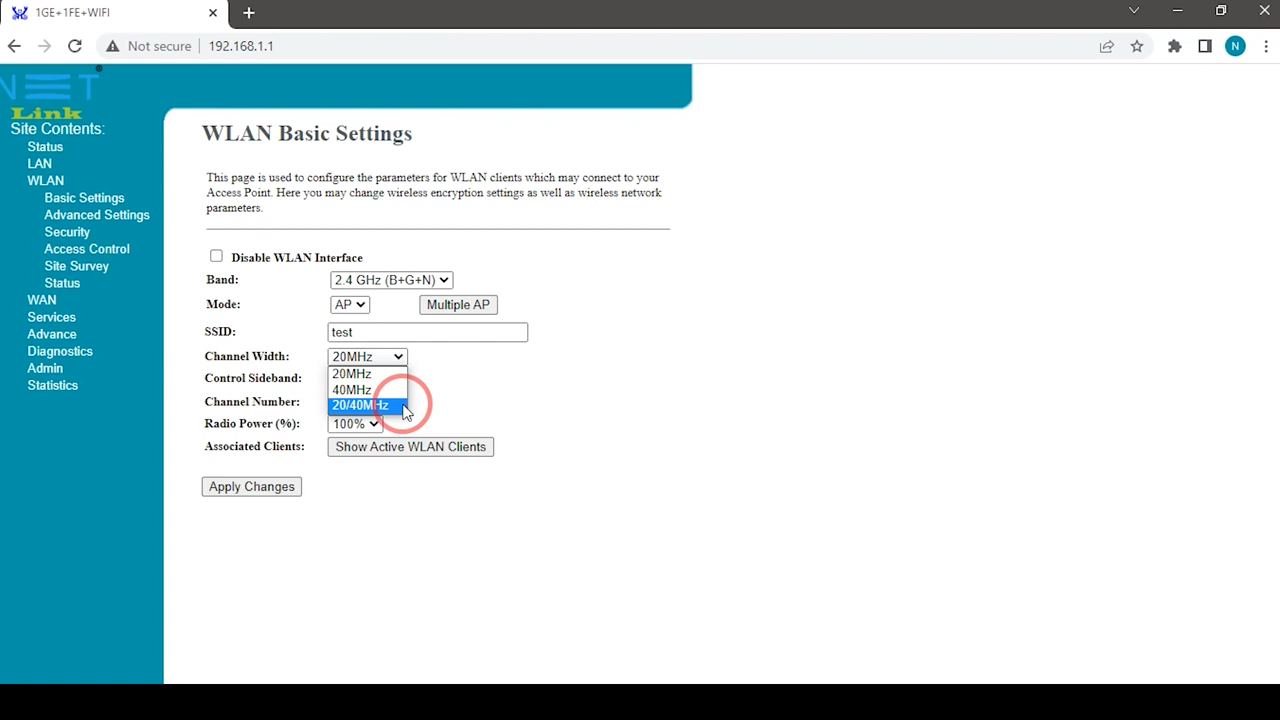 1GE+1FE+WIFI
Not secure
192.168.1.1
N
NET
Link
Site Contents:
Status
LAN
WLAN
Basic Settings
Advanced Settings
Security
Access Control
Site Survey
Status
WAN
Services
Advance
Diagnostics
Admin
Statistics
WLAN Basic Settings
This page is used to configure the parameters for WLAN clients which may connect to your
Access Point. Here you may change wireless encryption settings as well as wireless network
parameters.
Disable WLAN Interface
Band: 2.4 GHz (B+G+N)
Mode: AP Multiple AP
SSID: test
Channel Width: 20MHz
20MHz
40MHz
20/40MHz
Control Sideband:
Channel Number:
Radio Power (%): 100%
Associated Clients: Show Active WLAN Clients
Apply Changes